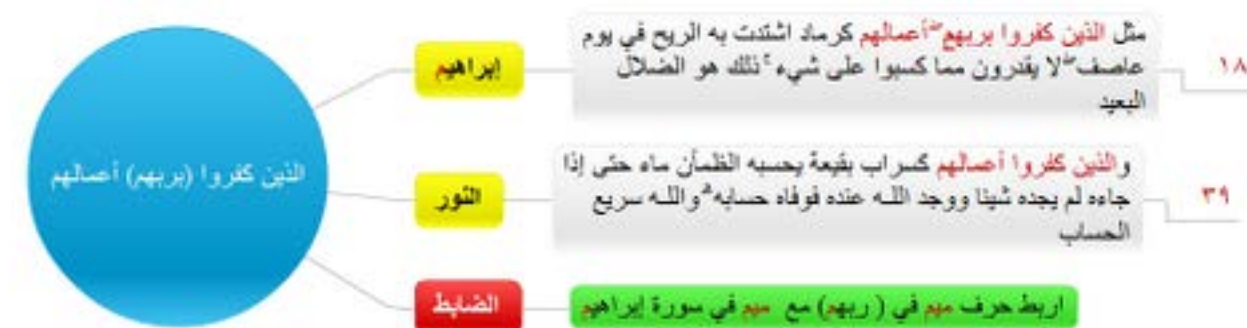 الذين كفروا (بربهم) أعمالهم
إبراهيم
مثل الذين كفروا بربهم ۖ أعمالهم كرماد اشتدت به الريح في يوم
عاصف ۖ لا يقدرون مما كسبوا على شيء ۚ ذلك هو الضلال
البعيد
١٨
النور
والذين كفروا أعمالهم كسراب بقيعة يحسبه الظمآن ماء حتى إذا
جاءه لم يجده شيئا ووجد اللـه عنده فوفاه حسابه ۗ واللـه سريع
الحساب
٣٩
الضابط
اربط حرف ميم في ( ربهم) مع ميم في سورة إبراهيم